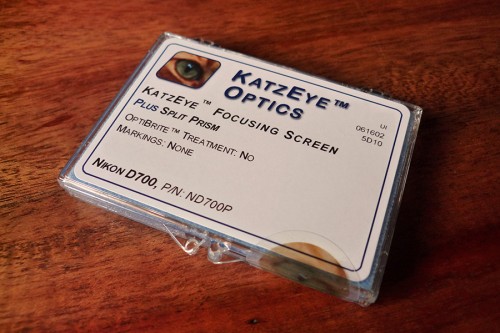 KATZEYE™ OPTICS
KATZEYE™ FOCUSING SCREEN
PLUS SPLIT PRISM
OPTIBRITE™ TREATMENT: NO
MARKINGS: NONE
NIKON D700, P/N: ND700P
UI
061602
5D10